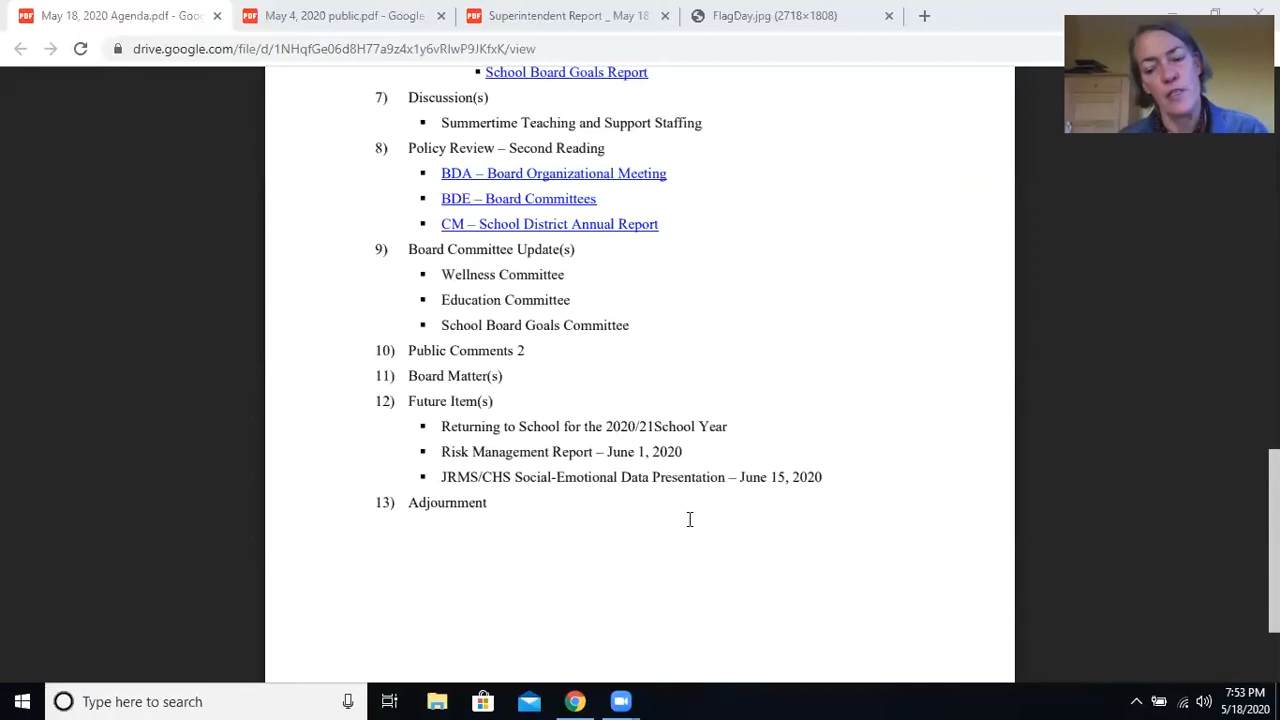 May 18, 2020 Agenda.pdf - Goo
May 4, 2020 public.pdf - Google
Superintendent Report _ May 18
FlagDay.jpg (2718×1808)
drive.google.com/file/d/1NHqfGe06d8H77a9z4x1y6vRIwP9JKfxK/view
▪ School Board Goals Report
7) Discussion(s)
▪ Summertime Teaching and Support Staffing
8) Policy Review – Second Reading
▪ BDA – Board Organizational Meeting
▪ BDE – Board Committees
▪ CM – School District Annual Report
9) Board Committee Update(s)
▪ Wellness Committee
▪ Education Committee
▪ School Board Goals Committee
10) Public Comments 2
11) Board Matter(s)
12) Future Item(s)
▪ Returning to School for the 2020/21School Year
▪ Risk Management Report – June 1, 2020
▪ JRMS/CHS Social-Emotional Data Presentation – June 15, 2020
13) Adjournment
Type here to search
7:53 PM
5/18/2020